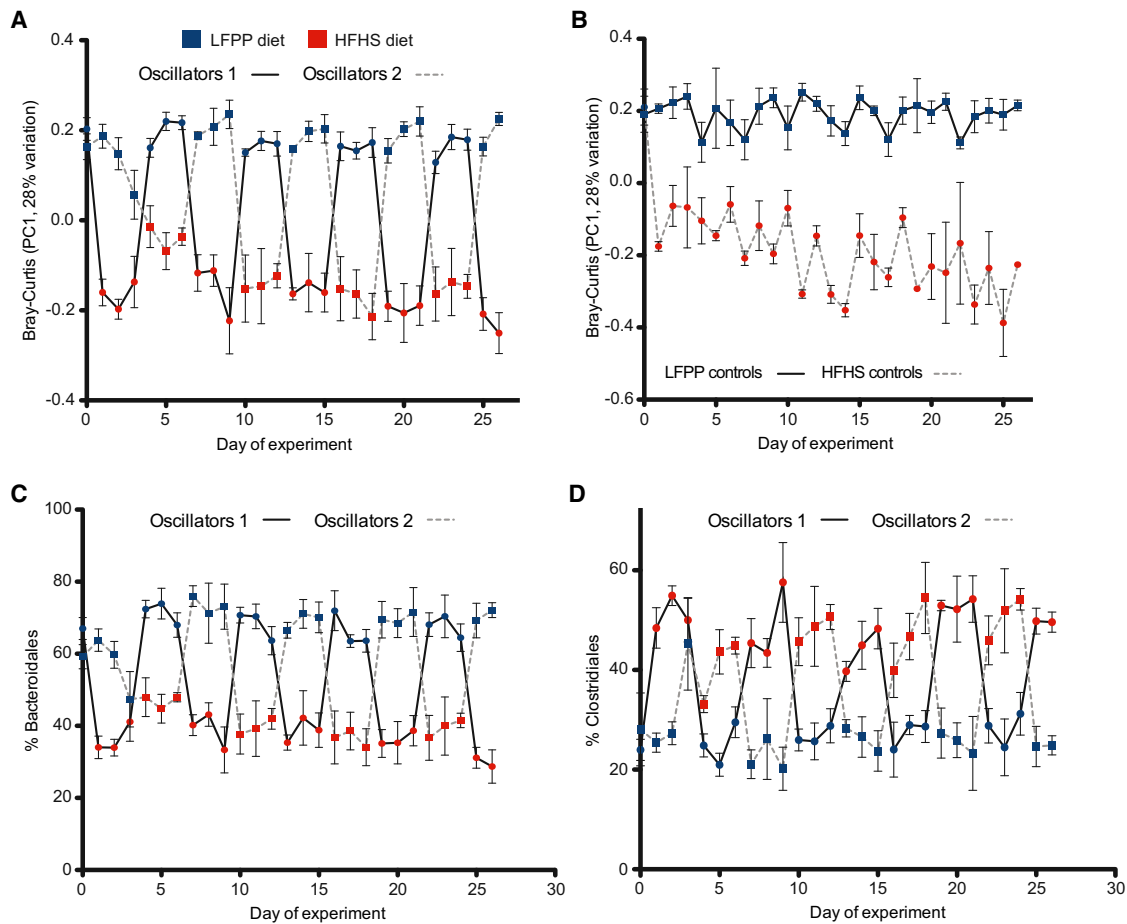 A
LFPP diet HFHS diet
Oscillators 1 Oscillators 2
Bray-Curtis (PC1, 28% variation)
0.4
0.2
0.0
-0.2
-0.4
0 5 10 15 20 25
Day of experiment
B
Bray-Curtis (PC1, 28% variation)
0.4
0.2
0.00
-0.2
-0.4
-0.6
LFPP controls HFHS controls
0 5 10 15 20 25
Day of experiment
C
Oscillators 1 Oscillators 2
% Bacteroidales
100
80
60
40
20
0
0 5 10 15 20 25 30
Day of experiment
D
Oscillators 1 Oscillators 2
% Clostridiales
60
40
20
0
0 5 10 15 20 25 30
Day of experiment